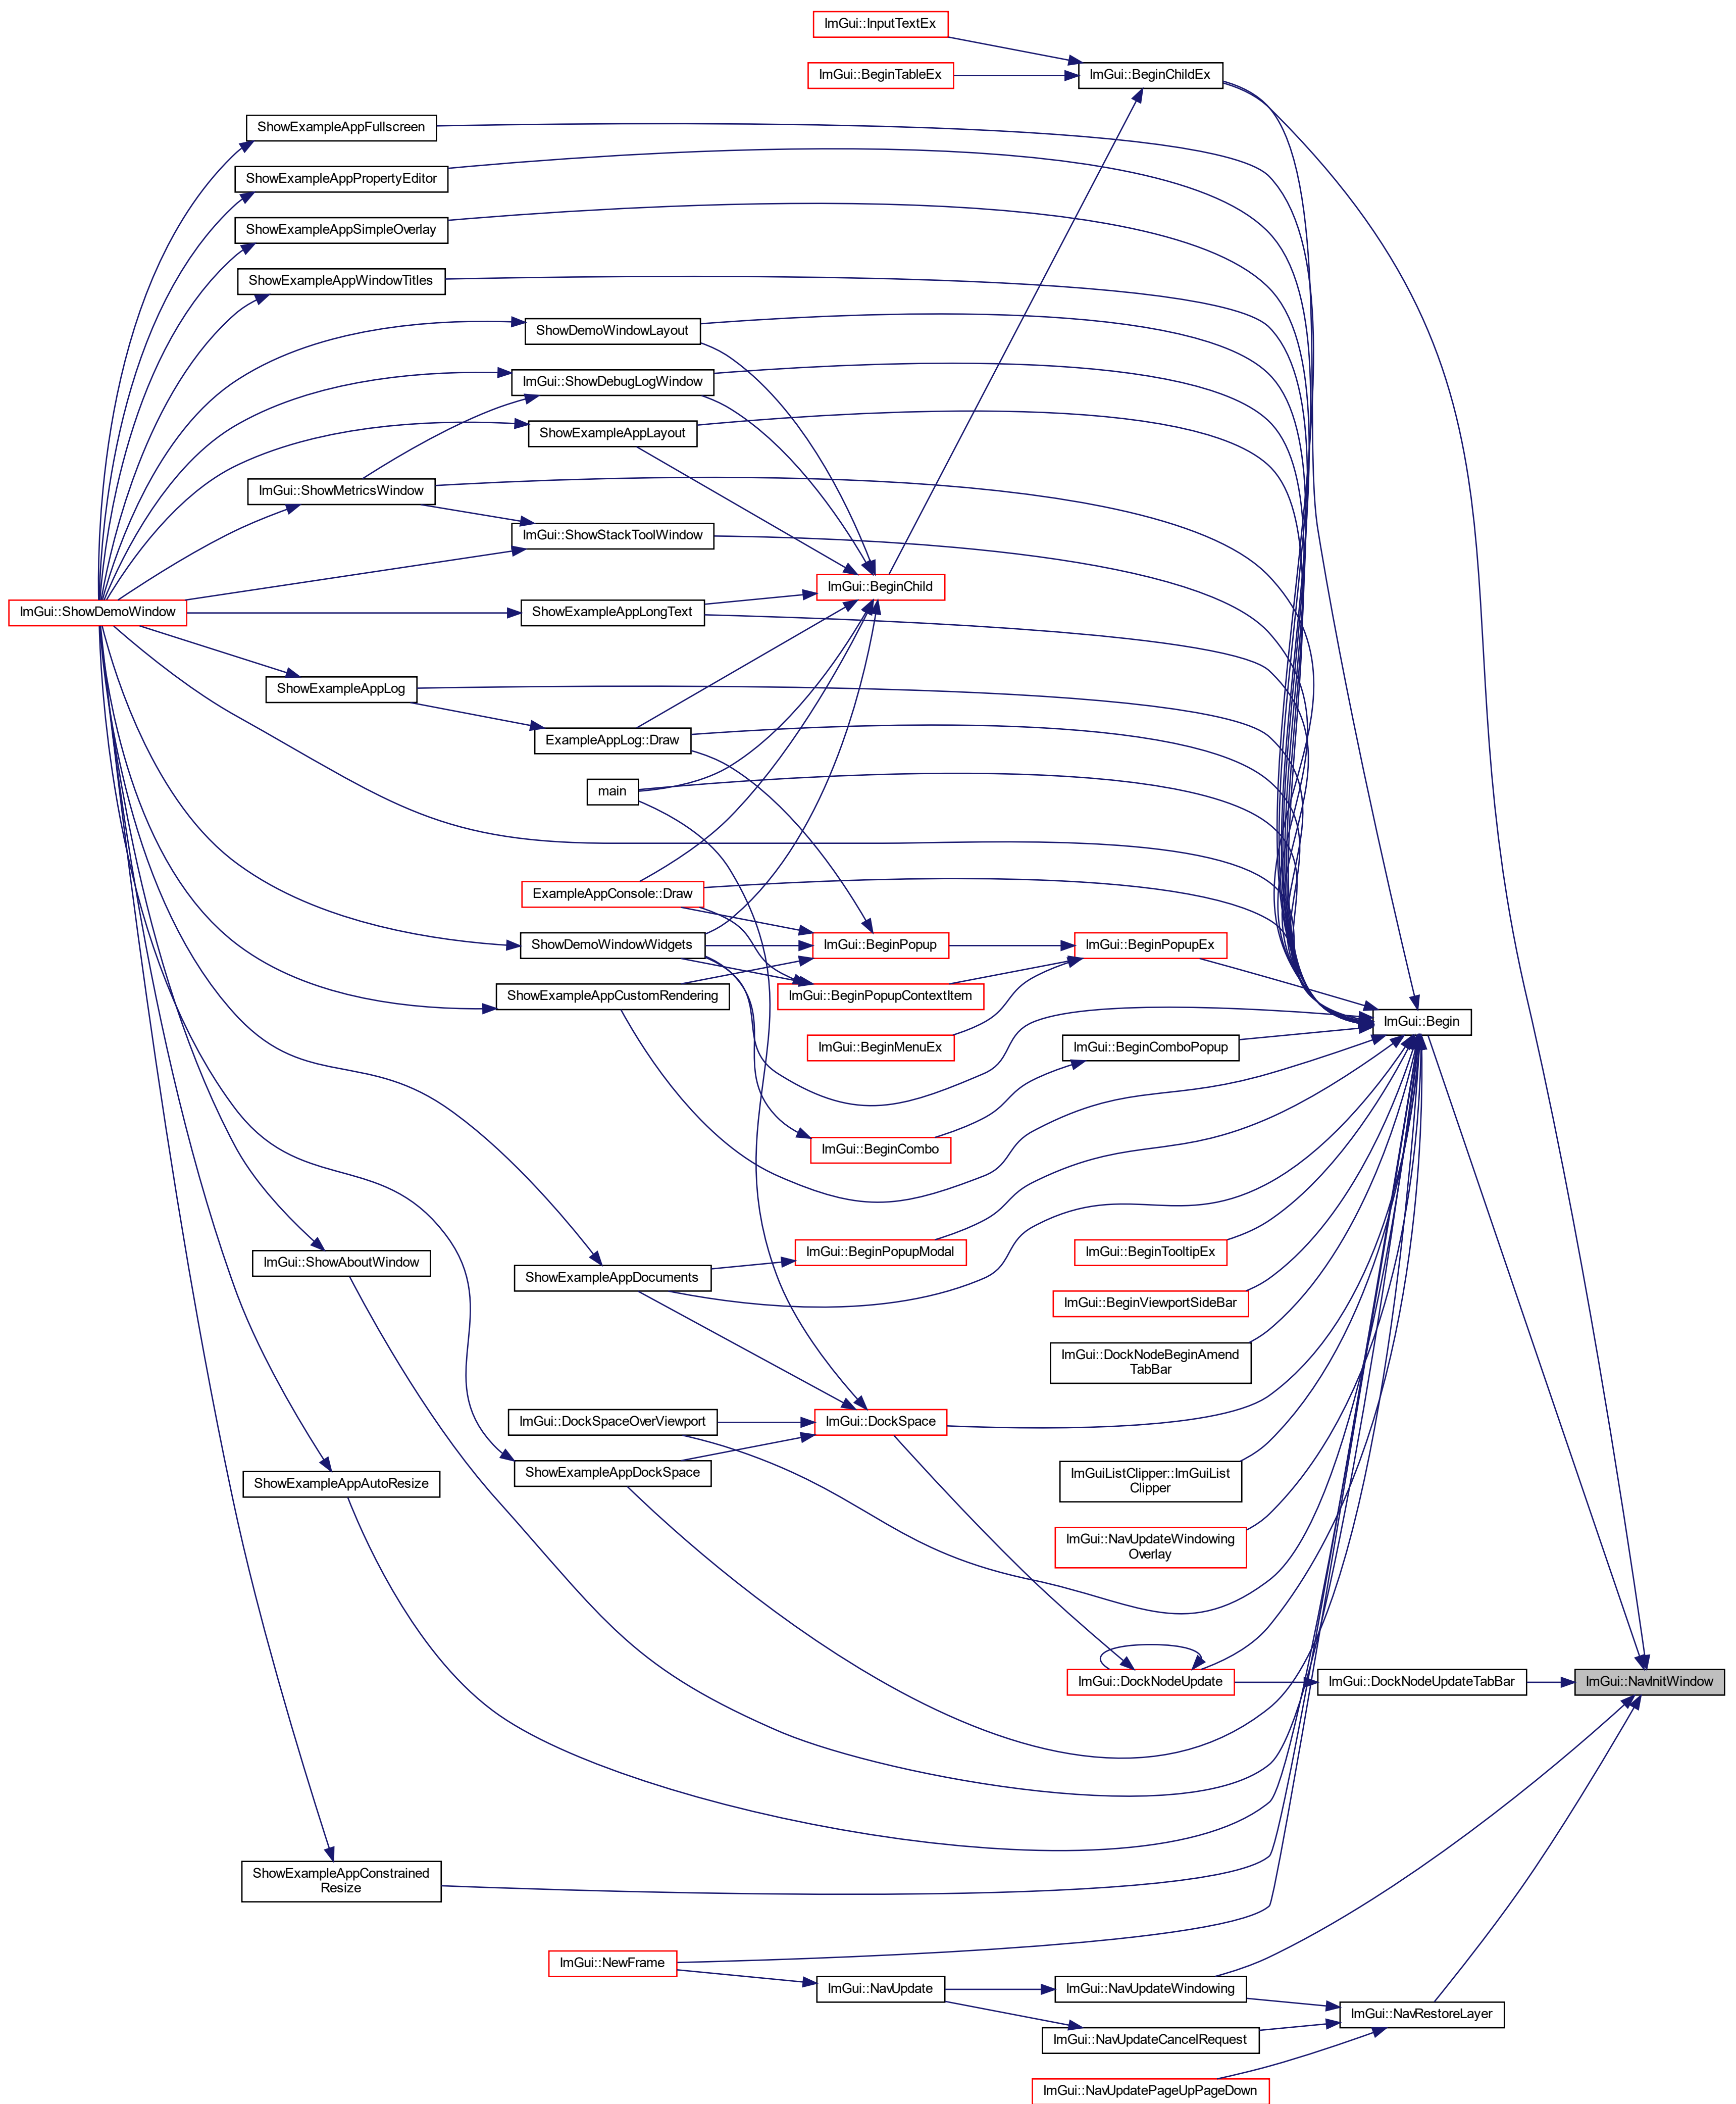 ImGui::InputTextEx
ImGui::BeginTableEx
ImGui::BeginChildEx
ShowExampleAppFullscreen
ShowExampleAppPropertyEditor
ShowExampleAppSimpleOverlay
ShowExampleAppWindowTitles
ShowDemoWindowLayout
ImGui::ShowDebugLogWindow
ShowExampleAppLayout
ImGui::ShowMetricsWindow
ImGui::ShowStackToolWindow
ImGui::BeginChild
ImGui::ShowDemoWindow
ShowExampleAppLongText
ShowExampleAppLog
ExampleAppLog::Draw
main
ExampleAppConsole::Draw
ShowDemoWindowWidgets
ImGui::BeginPopup
ImGui::BeginPopupEx
ShowExampleAppCustomRendering
ImGui::BeginPopupContextItem
ImGui::Begin
ImGui::BeginMenuEx
ImGui::BeginComboPopup
ImGui::BeginCombo
ImGui::BeginPopupModal
ImGui::BeginTooltipEx
ImGui::ShowAboutWindow
ShowExampleAppDocuments
ImGui::BeginViewportSideBar
ImGui::DockNodeBeginAmend
TabBar
ImGui::DockSpaceOverViewport
ImGui::DockSpace
ShowExampleAppDockSpace
ShowExampleAppAutoResize
ImGuiListClipper::ImGuiList
Clipper
ImGui::NavUpdateWindowing
Overlay
ImGui::DockNodeUpdate
ImGui::DockNodeUpdateTabBar
ImGui::NavInitWindow
ShowExampleAppConstrained
Resize
ImGui::NewFrame
ImGui::NavUpdate
ImGui::NavUpdateWindowing
ImGui::NavRestoreLayer
ImGui::NavUpdateCancelRequest
ImGui::NavUpdatePageUpPageDown